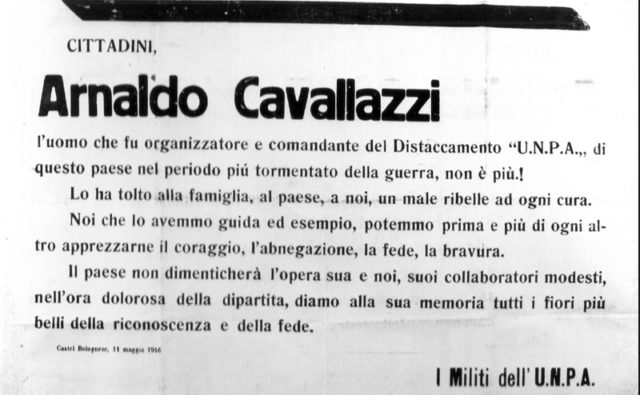 CITTADINI,
Arnaldo Cavallazzi
l'uomo che fu organizzatore e comandante del Distaccamento “U.N.P.A.„ di
questo paese nel periodo piú tormentato della guerra, non è più.!
Lo ha tolto alla famiglia, al paese, a noi, un male ribelle ad ogni cura.
Noi che lo avemmo guida ed esempio, potemmo prima e più di ogni al-
tro apprezzarne il coraggio, l'abnegazione, la fede, la bravura.
Il paese non dimenticherà l'opera sua e noi, suoi collaboratori modesti,
nell'ora dolorosa della dipartita, diamo alla sua memoria tutti i fiori più
belli della riconoscenza e della fede.
Castel Bolognese, 11 maggio 1946
I Militi dell'U.N.P.A.